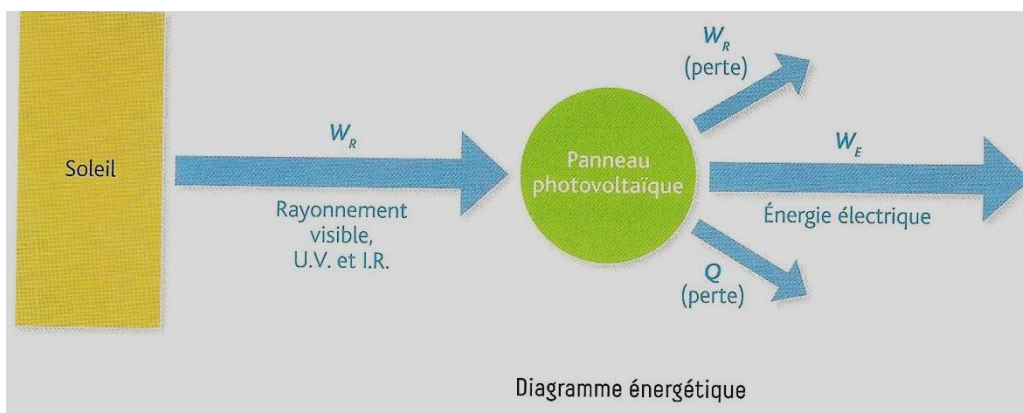 Soleil
W_R
Rayonnement
visible,
U.V. et I.R.
Panneau
photovoltaïque
W_R
(perte)
W_E
Énergie électrique
Q
(perte)
Diagramme énergétique